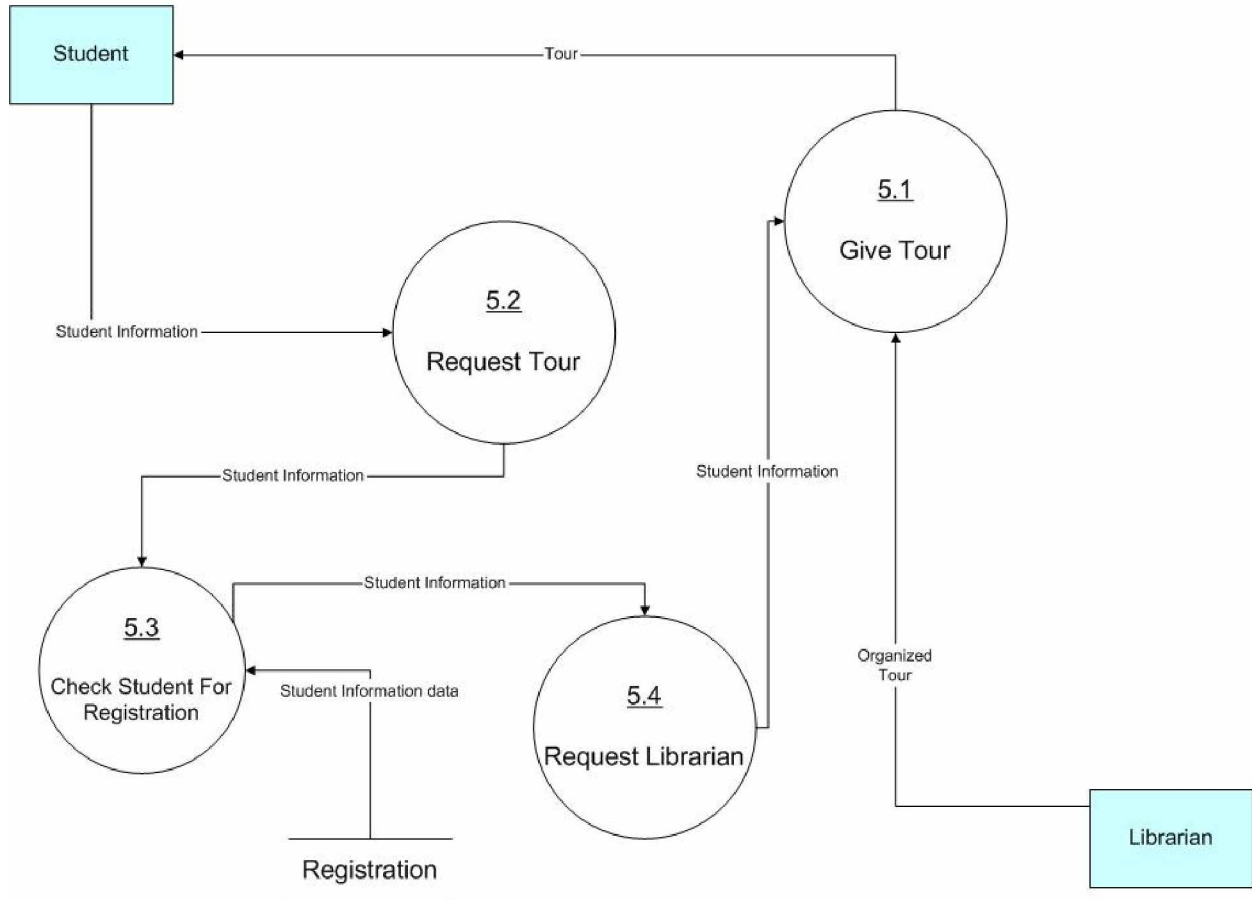 Student
Tour
5.1
Give Tour
5.2
Request Tour
Student Information
Student Information
Student Information
Student Information
5.3
Check Student For
Registration
Student Information data
5.4
Request Librarian
Organized
Tour
Registration
Librarian